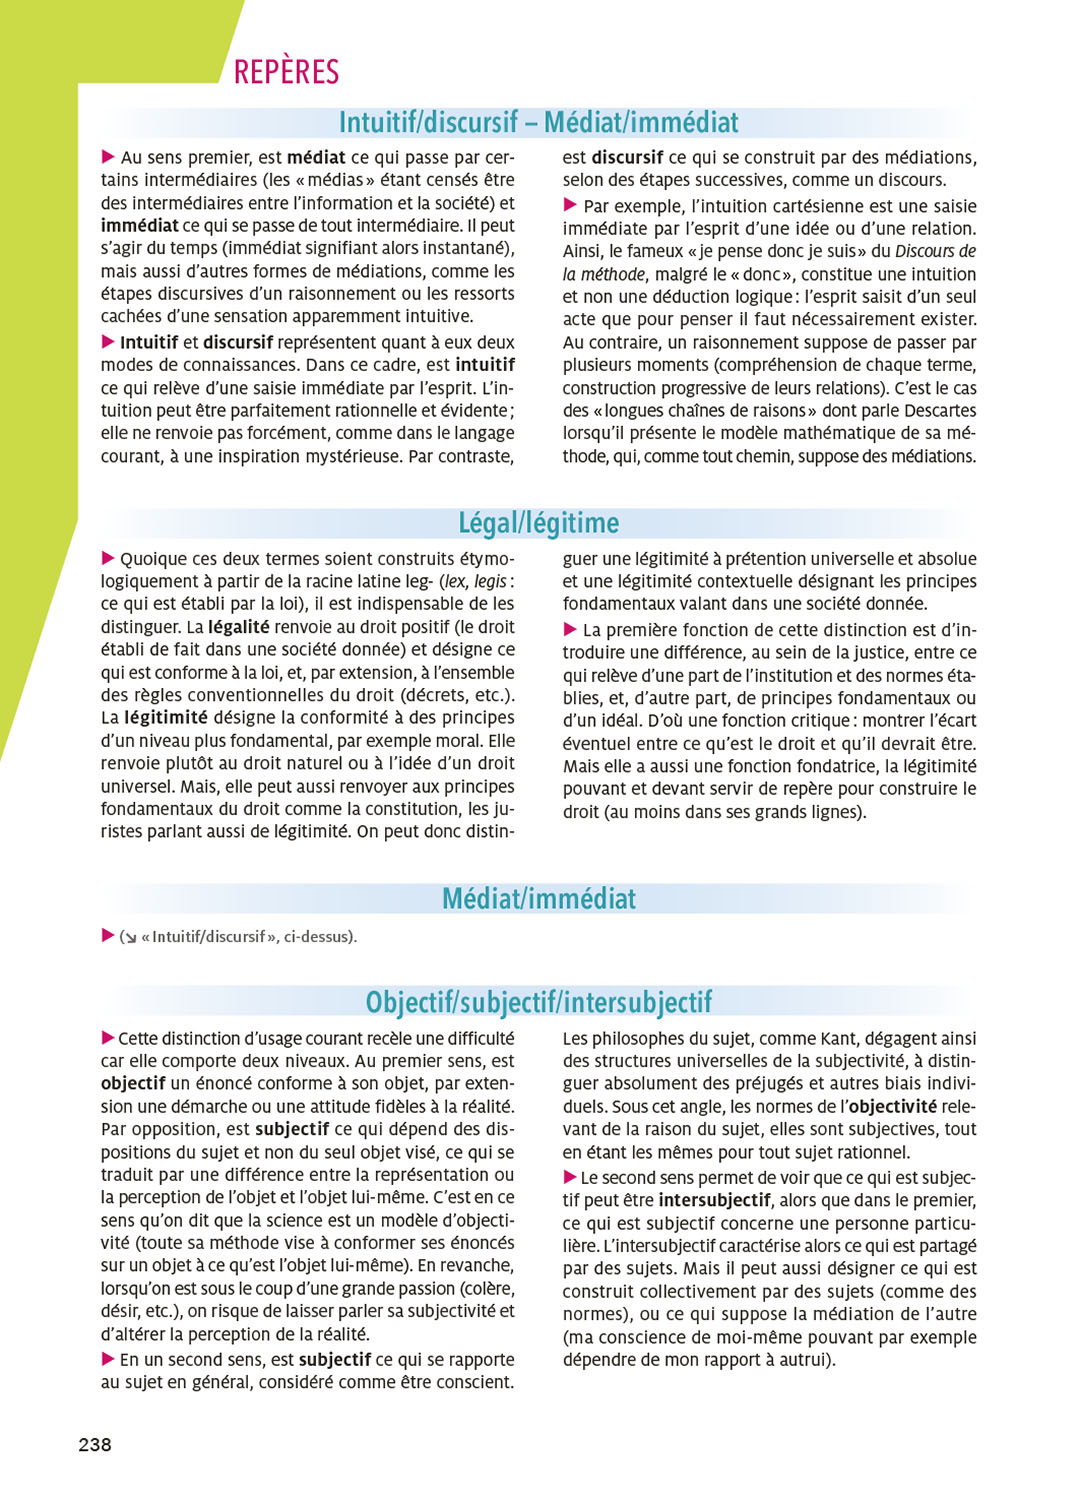 REPÈRES
Intuitif/discursif – Médiat/immédiat
▶ Au sens premier, est médiat ce qui passe par cer-
tains intermédiaires (les « médias » étant censés être
des intermédiaires entre l’information et la société) et
immédiat ce qui se passe de tout intermédiaire. Il peut
s’agir du temps (immédiat signifiant alors instantané),
mais aussi d’autres formes de médiations, comme les
étapes discursives d’un raisonnement ou les ressorts
cachées d’une sensation apparemment intuitive.
▶ Intuitif et discursif représentent quant à eux deux
modes de connaissances. Dans ce cadre, est intuitif
ce qui relève d’une saisie immédiate par l’esprit. L’in-
tuition peut être parfaitement rationnelle et évidente ;
elle ne renvoie pas forcément, comme dans le langage
courant, à une inspiration mystérieuse. Par contraste,
est discursif ce qui se construit par des médiations,
selon des étapes successives, comme un discours.
▶ Par exemple, l’intuition cartésienne est une saisie
immédiate par l’esprit d’une idée ou d’une relation.
Ainsi, le fameux « je pense donc je suis » du Discours de
la méthode, malgré le « donc », constitue une intuition
et non une déduction logique : l’esprit saisit d’un seul
acte que pour penser il faut nécessairement exister.
Au contraire, un raisonnement suppose de passer par
plusieurs moments (compréhension de chaque terme,
construction progressive de leurs relations). C’est le cas
des « longues chaînes de raisons » dont parle Descartes
lorsqu’il présente le modèle mathématique de sa mé-
thode, qui, comme tout chemin, suppose des médiations.
Légal/légitime
▶ Quoique ces deux termes soient construits étymo-
logiquement à partir de la racine latine leg- (lex, legis :
ce qui est établi par la loi), il est indispensable de les
distinguer. La légalité renvoie au droit positif (le droit
établi de fait dans une société donnée) et désigne ce
qui est conforme à la loi, et, par extension, à l’ensemble
des règles conventionnelles du droit (décrets, etc.).
La légitimité désigne la conformité à des principes
d’un niveau plus fondamental, par exemple moral. Elle
renvoie plutôt au droit naturel ou à l’idée d’un droit
universel. Mais, elle peut aussi renvoyer aux principes
fondamentaux du droit comme la constitution, les ju-
ristes parlant aussi de légitimité. On peut donc distin-
guer une légitimité à prétention universelle et absolue
et une légitimité contextuelle désignant les principes
fondamentaux valant dans une société donnée.
▶ La première fonction de cette distinction est d’in-
troduire une différence, au sein de la justice, entre ce
qui relève d’une part de l’institution et des normes éta-
blies, et, d’autre part, de principes fondamentaux ou
d’un idéal. D’où une fonction critique : montrer l’écart
éventuel entre ce qu’est le droit et qu’il devrait être.
Mais elle a aussi une fonction fondatrice, la légitimité
pouvant et devant servir de repère pour construire le
droit (au moins dans ses grands lignes).
Médiat/immédiat
▶ (↘ « Intuitif/discursif », ci-dessus).
Objectif/subjectif/intersubjectif
▶ Cette distinction d’usage courant recèle une difficulté
car elle comporte deux niveaux. Au premier sens, est
objectif un énoncé conforme à son objet, par exten-
sion une démarche ou une attitude fidèles à la réalité.
Par opposition, est subjectif ce qui dépend des dis-
positions du sujet et non du seul objet visé, ce qui se
traduit par une différence entre la représentation ou
la perception de l’objet et l’objet lui-même. C’est en ce
sens qu’on dit que la science est un modèle d’objecti-
vité (toute sa méthode vise à conformer ses énoncés
sur un objet à ce qu’est l’objet lui-même). En revanche,
lorsqu’on est sous le coup d’une grande passion (colère,
désir, etc.), on risque de laisser parler sa subjectivité et
d’altérer la perception de la réalité.
▶ En un second sens, est subjectif ce qui se rapporte
au sujet en général, considéré comme être conscient.
Les philosophes du sujet, comme Kant, dégagent ainsi
des structures universelles de la subjectivité, à distin-
guer absolument des préjugés et autres biais indivi-
duels. Sous cet angle, les normes de l’objectivité rele-
vant de la raison du sujet, elles sont subjectives, tout
en étant les mêmes pour tout sujet rationnel.
▶ Le second sens permet de voir que ce qui est subjec-
tif peut être intersubjectif, alors que dans le premier,
ce qui est subjectif concerne une personne particu-
lière. L’intersubjectif caractérise alors ce qui est partagé
par des sujets. Mais il peut aussi désigner ce qui est
construit collectivement par des sujets (comme des
normes), ou ce qui suppose la médiation de l’autre
(ma conscience de moi-même pouvant par exemple
dépendre de mon rapport à autrui).
238